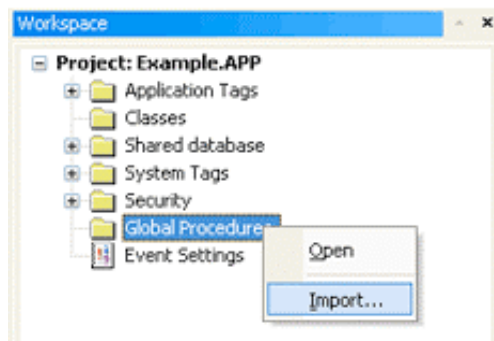 Workspace
Project: Example.APP
Application Tags
Classes
Shared database
System Tags
Security
Global Procedures
Event Settings
Open
Import...